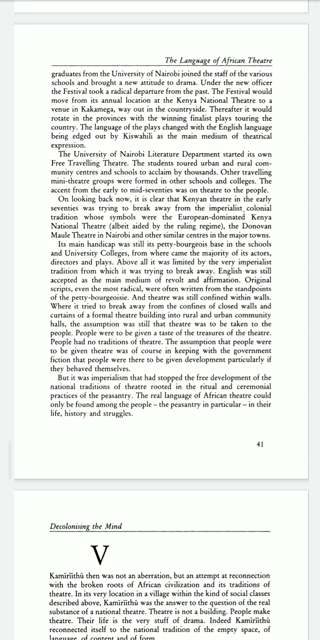 The Language of African Theatre
graduates from the University of Nairobi joined the staff of the various
schools and brought a new attitude to drama. Under the new officer
the Festival took a radical departure from the past. The Festival would
move from its annual location at the Kenya National Theatre to a
venue in Kakamega, way out in the countryside. Thereafter it would
rotate in the provinces with the winning finalist plays touring the
country. The language of the plays changed with the English language
being edged out by Kiswahili as the main medium of theatrical
expression.
The University of Nairobi Literature Department started its own
Free Travelling Theatre. The students toured urban and rural com-
munity centres and schools to acclaim by thousands. Other travelling
mini-theatre groups were formed in other schools and colleges. The
accent from the early to mid-seventies was on theatre to the people.
On looking back now, it is clear that Kenyan theatre in the early
seventies was trying to break away from the imperialist colonial
tradition whose symbols were the European-dominated Kenya
National Theatre (albeit aided by the ruling regime), the Donovan
Maule Theatre in Nairobi and other similar centres in the major towns.
Its main handicap was still its petty-bourgeois base in the schools
and University Colleges, from where came the majority of its actors,
directors and plays. Above all it was limited by the very imperialist
tradition from which it was trying to break away. English was still
accepted as the main medium of revolt and affirmation. Original
scripts, even the most radical, were often written from the standpoints
of the petty-bourgeoisie. And theatre was still confined within walls.
Where it tried to break away from the confines of closed walls and
curtains of a formal theatre building into rural and urban community
halls, the assumption was still that theatre was to be taken to the
people. People were to be given a taste of the treasures of the theatre.
People had no traditions of theatre. The assumption that people were
to be given theatre was of course in keeping with the government
fiction that people were there to be given development particularly if
they behaved themselves.
But it was imperialism that had stopped the free development of the
national traditions of theatre rooted in the ritual and ceremonial
practices of the peasantry. The real language of African theatre could
only be found among the people – the peasantry in particular – in their
life, history and struggles.
41
Decolonising the Mind
V
Kamĩrĩĩthũ then was not an aberration, but an attempt at reconnection
with the broken roots of African civilization and its traditions of
theatre. In its very location in a village within the kind of social classes
described above, Kamĩrĩĩthũ was the answer to the question of the real
substance of a national theatre. Theatre is not a building. People make
theatre. Their life is the very stuff of drama. Indeed Kamĩrĩĩthũ
reconnected itself to the national tradition of the empty space, of
language, of content and of form.